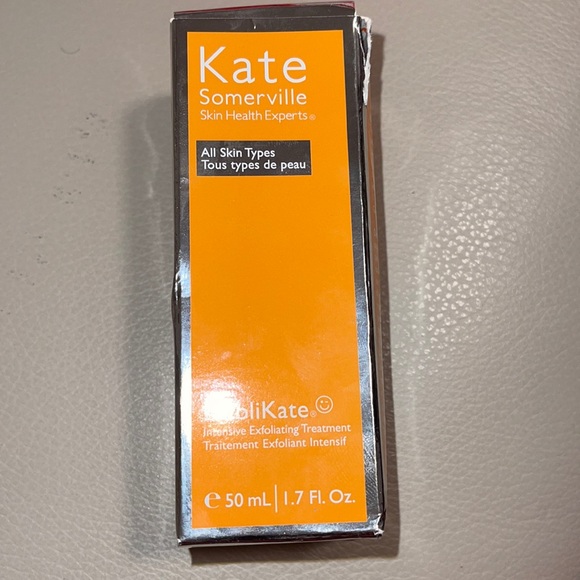 Kate
Somerville
Skin Health Experts®
All Skin Types
Tous types de peau
ExfoliKate®
Intensive Exfoliating Treatment
Traitement Exfoliant Intensif
℮ 50 mL | 1.7 Fl. Oz.